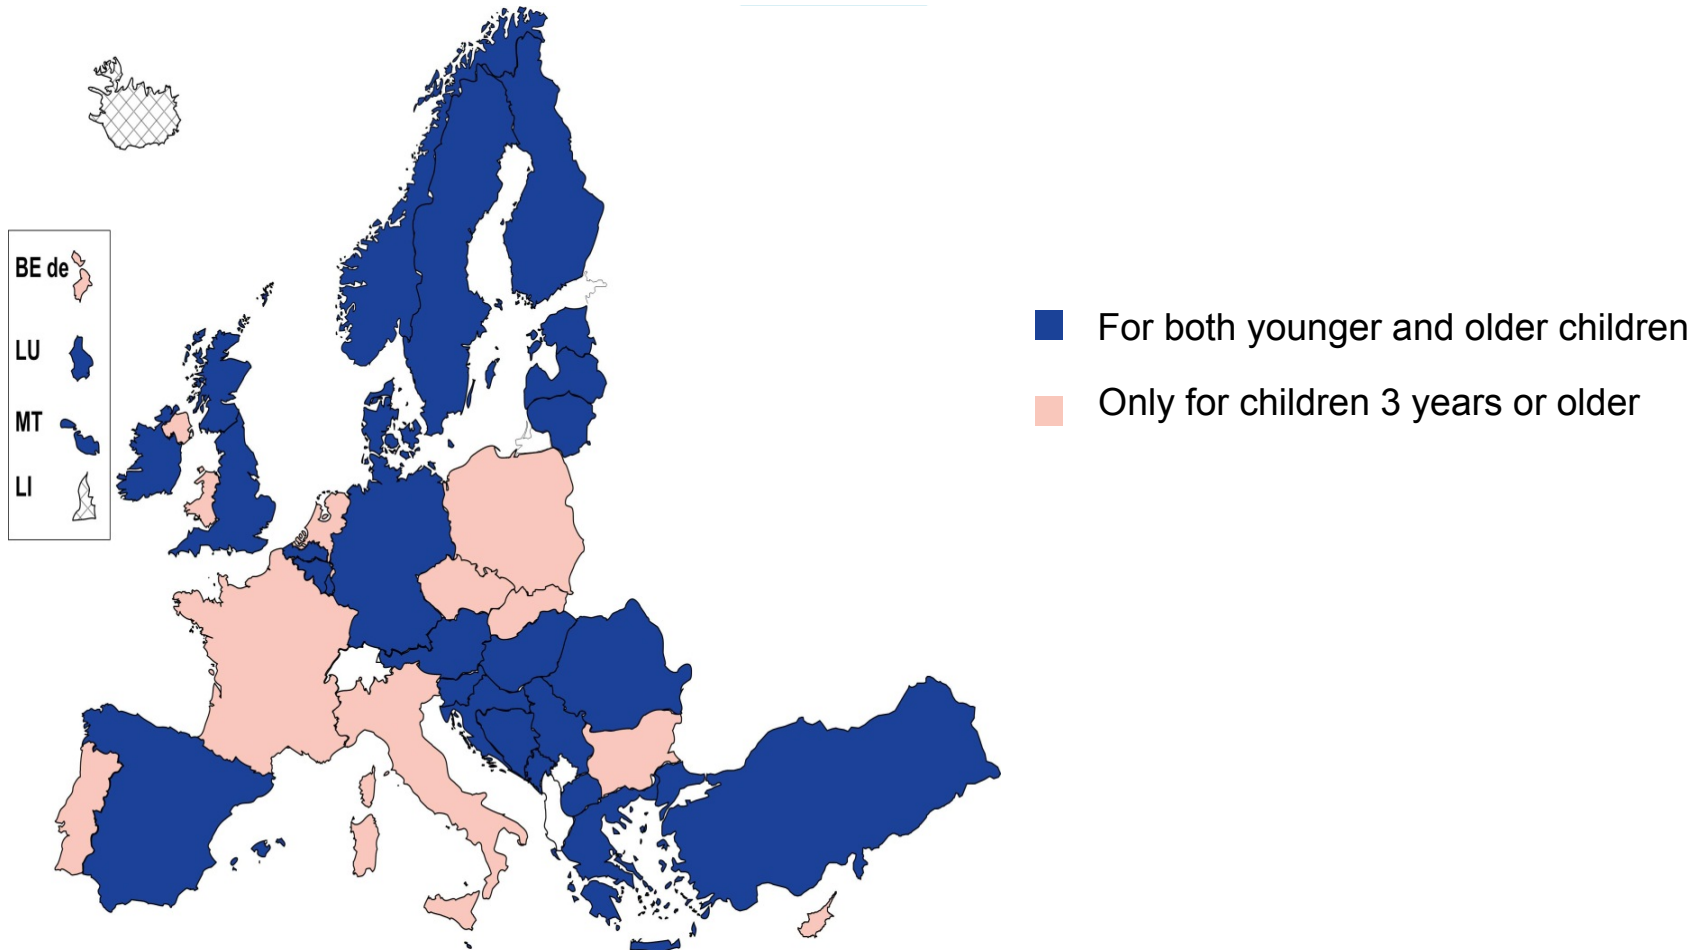 BE de
LU
MT
LI
For both younger and older children
Only for children 3 years or older